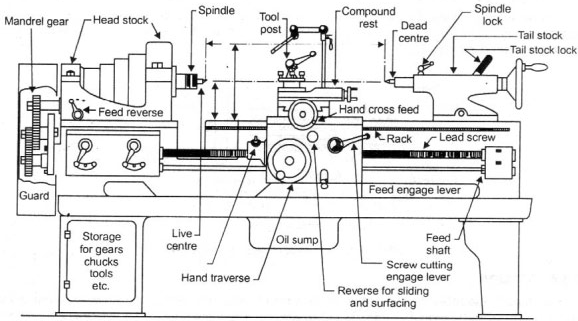 Mandrel gear
Head stock
Spindle
Tool
post
Compound
rest
Dead
centre
Spindle
lock
Tail stock
Tail stock lock
Feed reverse
Hand cross feed
Rack
Lead screw
Guard
Live
centre
Feed engage lever
Storage
for gears
chucks
tools
etc.
Oil sump
Hand traverse
Reverse for sliding
and surfacing
Screw cutting
engage lever
Feed
shaft